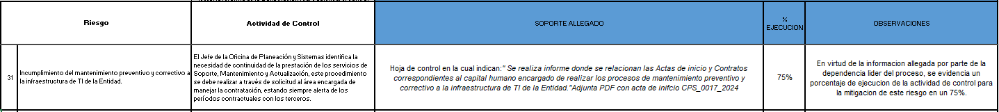 Riesgo
Actividad de Control
SOPORTE ALLEGADO
%
EJECUCION
OBSERVACIONES
31
Incumplimiento del mantenimiento preventivo y correctivo a
la infraestructura de TI de la Entidad.
El Jefe de la Oficina de Planeación y Sistemas identifica la
necesidad de continuidad de la prestación de los servicios de
Soporte, Mantenimiento y Actualización, este procedimiento
se debe realizar a través de solicitud al área encargada de
manejar la contratación, estando siempre alerta de los
períodos contractuales con los terceros.
Hoja de control en la cual indican:" Se realiza informe donde se relacionan las Actas de inicio y Contratos
correspondientes al capital humano encargado de realizar los procesos de mantenimiento preventivo y
correctivo a la infraestructura de TI de la Entidad."Adjunta PDF con acta de inifcio CPS_0017_2024
75%
En virtud de la informacion allegada por parte de la
dependencia lider del proceso, se evidencia un
porcentaje de ejecucion de la actividad de control para
la mitigacion de este riesgo en un 75%.